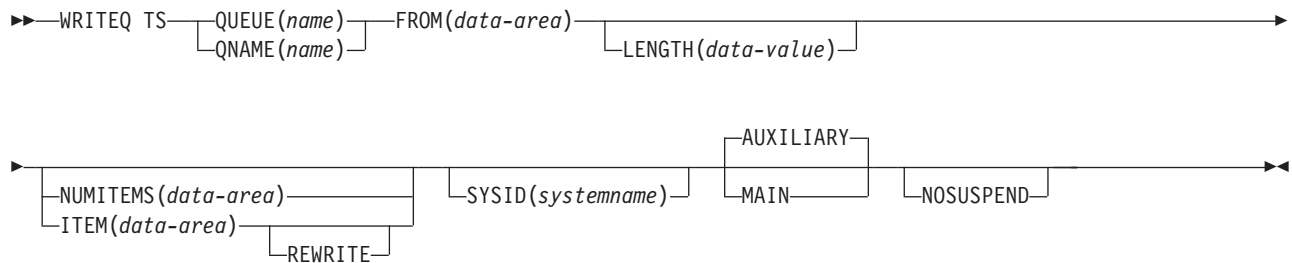 WRITEQ TS QUEUE(name) FROM(data-area)
QNAME(name) LENGTH(data-value)
AUXILIARY
NUMITEMS(data-area) SYSID(systemname) MAIN NOSUSPEND
ITEM(data-area)
REWRITE